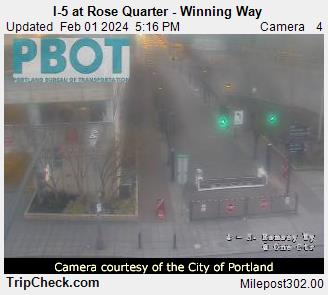 I-5 at Rose Quarter - Winning Way
Updated Feb 01 2024 5:16 PM Camera 4
PBOT
PORTLAND BUREAU OF TRANSPORTATION
Camera courtesy of the City of Portland
TripCheck.com Milepost302.00